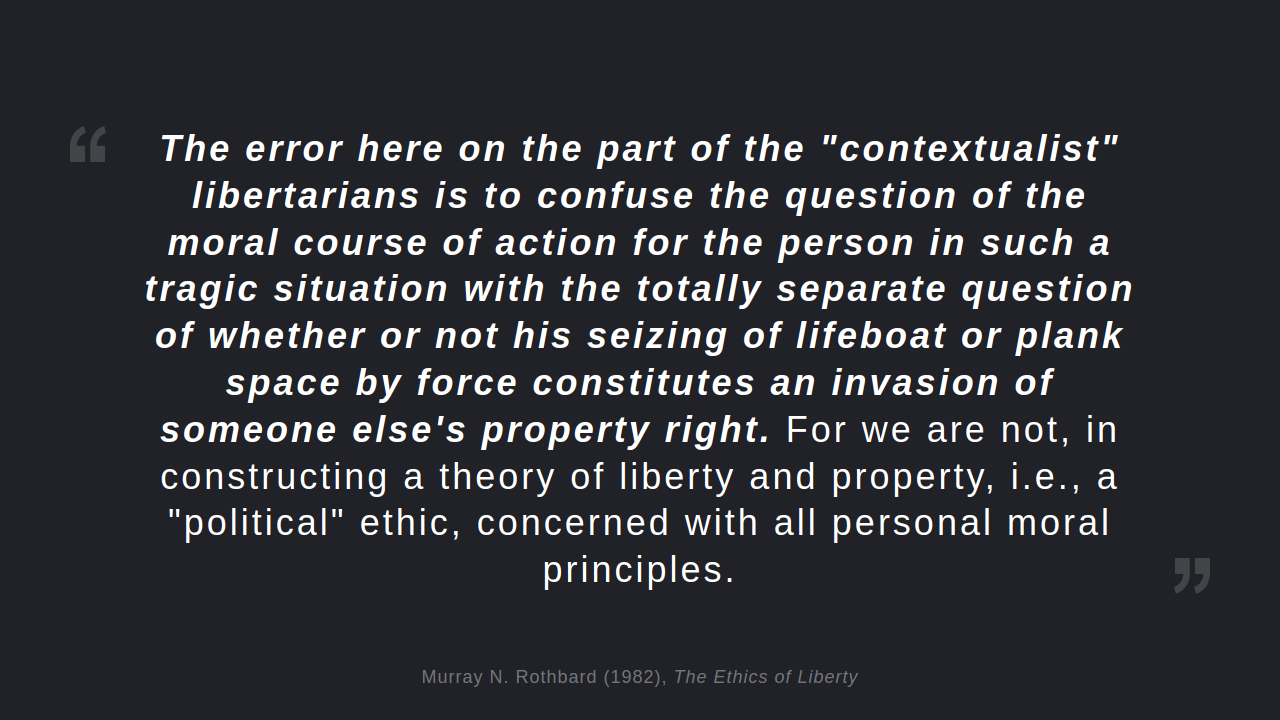 “
The error here on the part of the "contextualist"
libertarians is to confuse the question of the
moral course of action for the person in such a
tragic situation with the totally separate question
of whether or not his seizing of lifeboat or plank
space by force constitutes an invasion of
someone else's property right. For we are not, in
constructing a theory of liberty and property, i.e., a
"political" ethic, concerned with all personal moral
principles.
”
Murray N. Rothbard (1982), The Ethics of Liberty